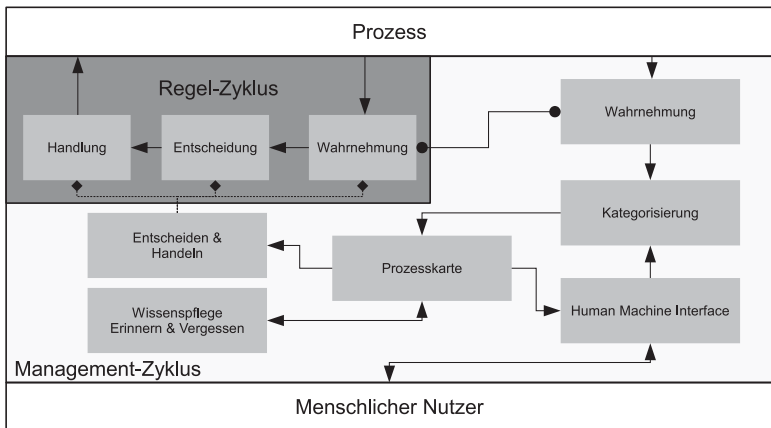 Prozess
Regel-Zyklus
Handlung
Entscheidung
Wahrnehmung
Wahrnehmung
Kategorisierung
Entscheiden &
Handeln
Prozesskarte
Wissenspflege
Erinnern & Vergessen
Human Machine Interface
Management-Zyklus
Menschlicher Nutzer